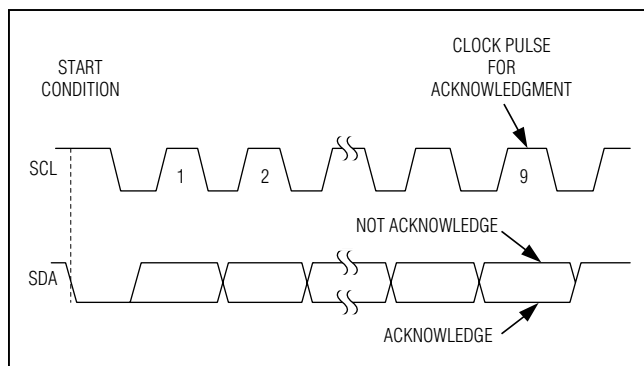 START
CONDITION
CLOCK PULSE
FOR
ACKNOWLEDGMENT
SCL
1
2
9
NOT ACKNOWLEDGE
SDA
ACKNOWLEDGE